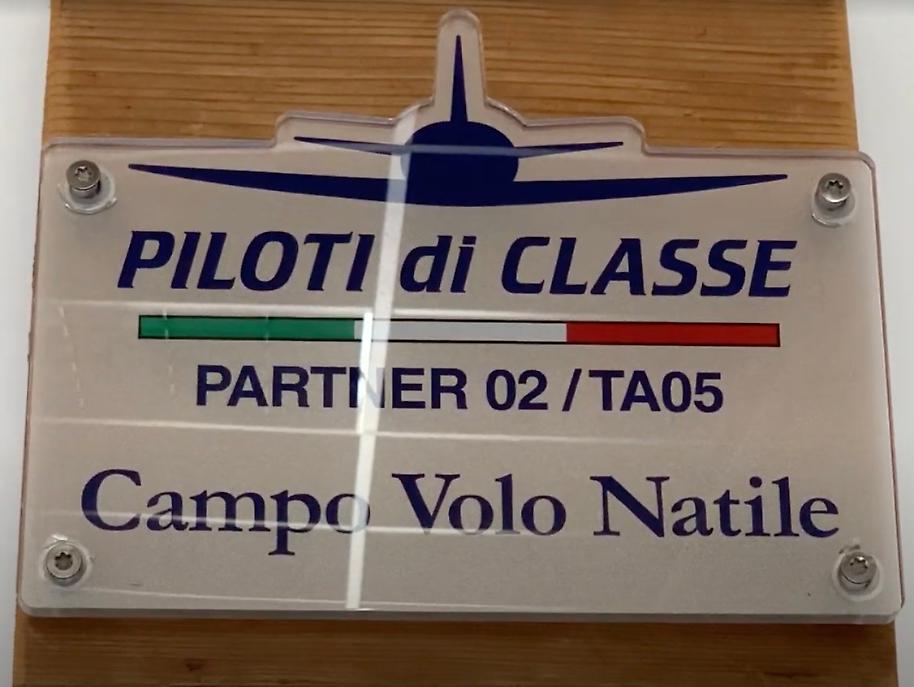 PILOTI di CLASSE
PARTNER 02 / TA05
Campo Volo Natile